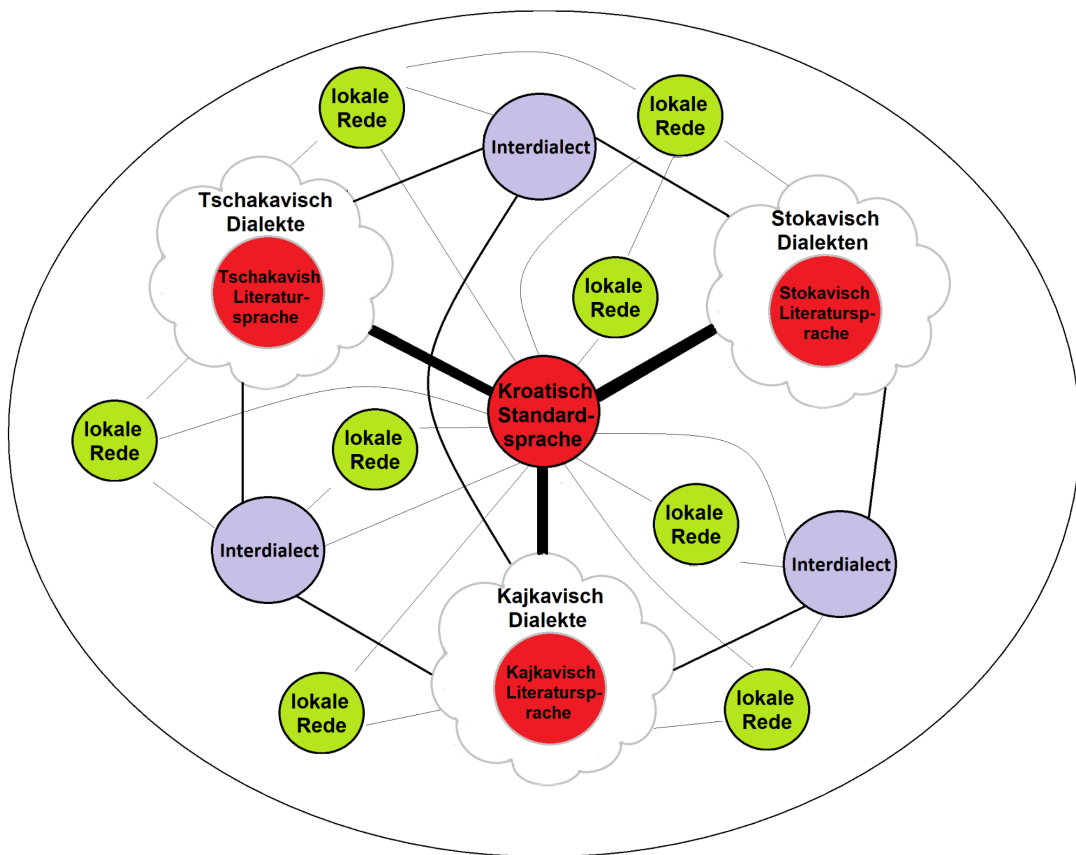 lokale
Rede
lokale
Rede
Interdialect
Tschakavisch
Dialekte
Tschakavish
Literatur-
sprache
Stokavisch
Dialekten
Stokavisch
Literatursp-
rache
lokale
Rede
Kroatisch
Standard-
sprache
lokale
Rede
lokale
Rede
lokale
Rede
Interdialect
Interdialect
Kajkavisch
Dialekte
Kajkavisch
Literatursp-
rache
lokale
Rede
lokale
Rede